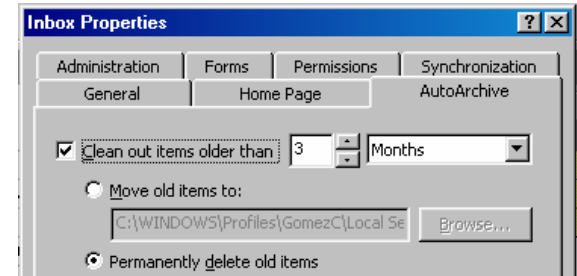 Inbox Properties
Administration Forms Permissions Synchronization
General Home Page AutoArchive
Clean out items older than 3 Months
Move old items to:
C:\WINDOWS\Profiles\GomezC\Local Se Browse...
Permanently delete old items